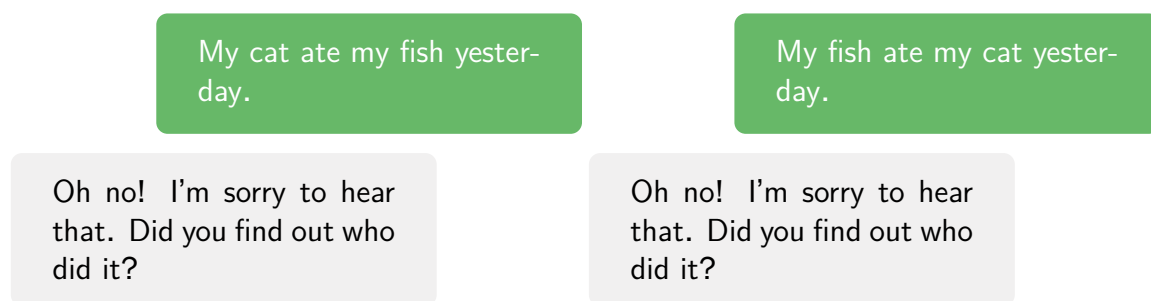 My cat ate my fish yester-
day.
Oh no! I'm sorry to hear
that. Did you find out who
did it?
My fish ate my cat yester-
day.
Oh no! I'm sorry to hear
that. Did you find out who
did it?